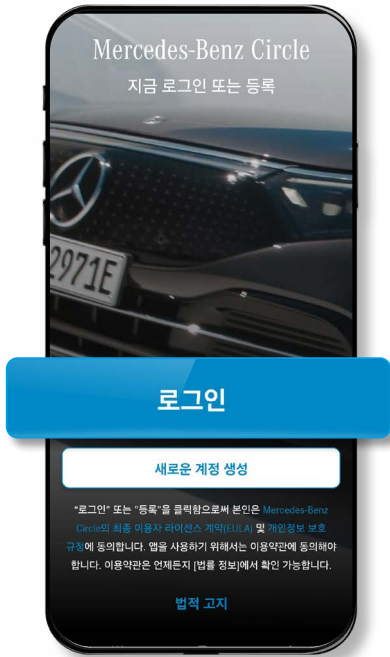 Mercedes-Benz Circle
지금 로그인 또는 등록
2971E
로그인
새로운 계정 생성
"로그인" 또는 "등록"을 클릭함으로써 본인은 Mercedes-Benz
Circle의 최종 이용자 라이선스 계약(EULA) 및 개인정보 보호
규정에 동의합니다. 앱을 사용하기 위해서는 이용약관에 동의해야
합니다. 이용약관은 언제든지 [법률 정보]에서 확인 가능합니다.
법적 고지